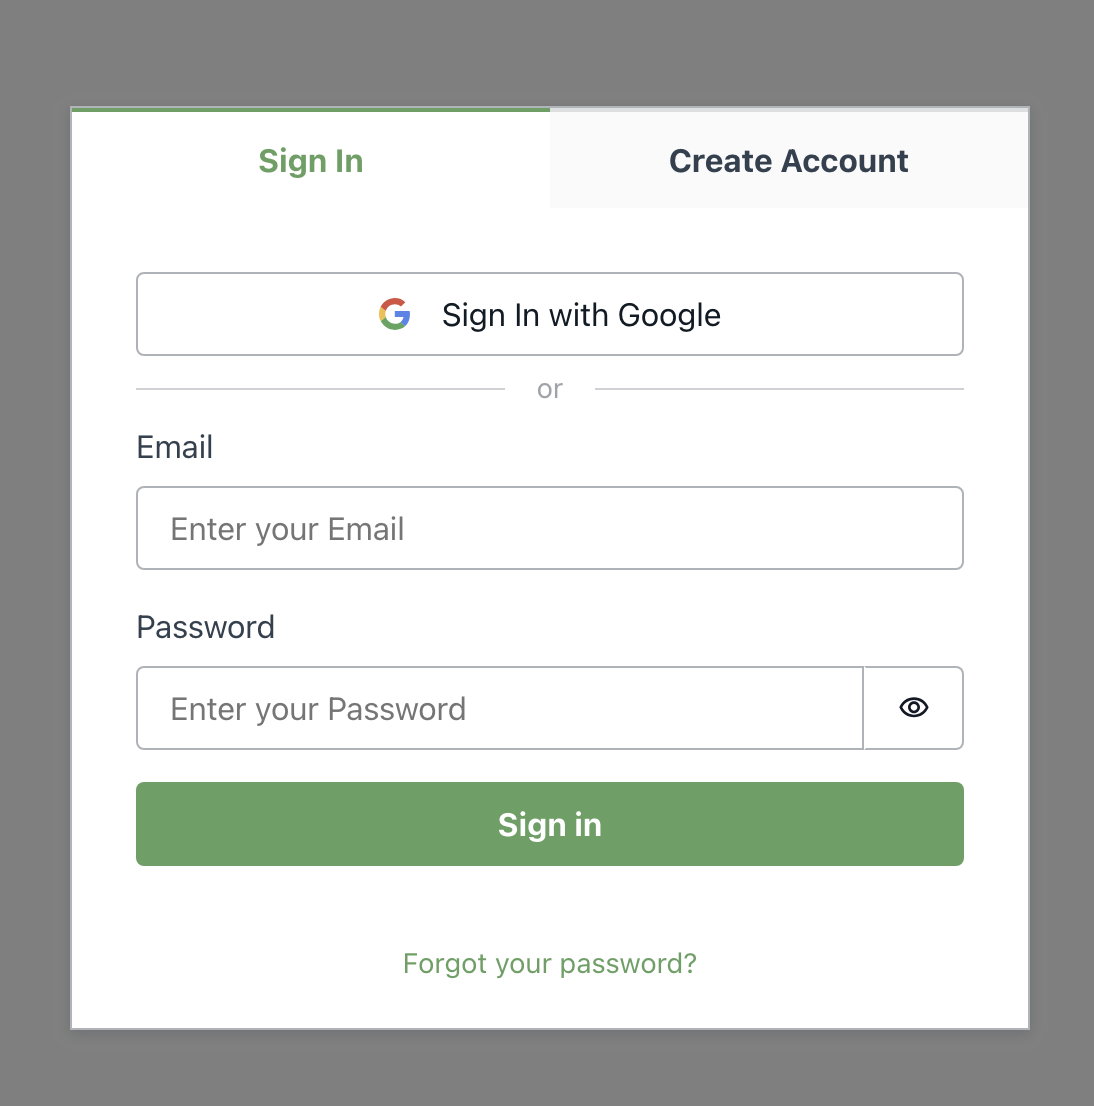 Sign In
Create Account
Sign In with Google
or
Email
Enter your Email
Password
Enter your Password
Sign in
Forgot your password?